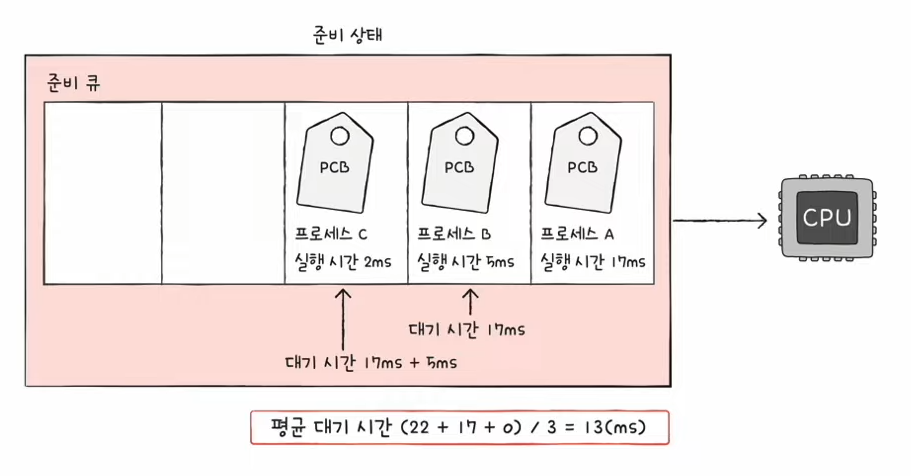 준비 상태
준비 큐
PCB
PCB
PCB
프로세스 C
실행 시간 2ms
프로세스 B
실행 시간 5ms
프로세스 A
실행 시간 17ms
CPU
대기 시간 17ms
대기 시간 17ms + 5ms
평균 대기 시간 (22 + 17 + 0) / 3 = 13(ms)